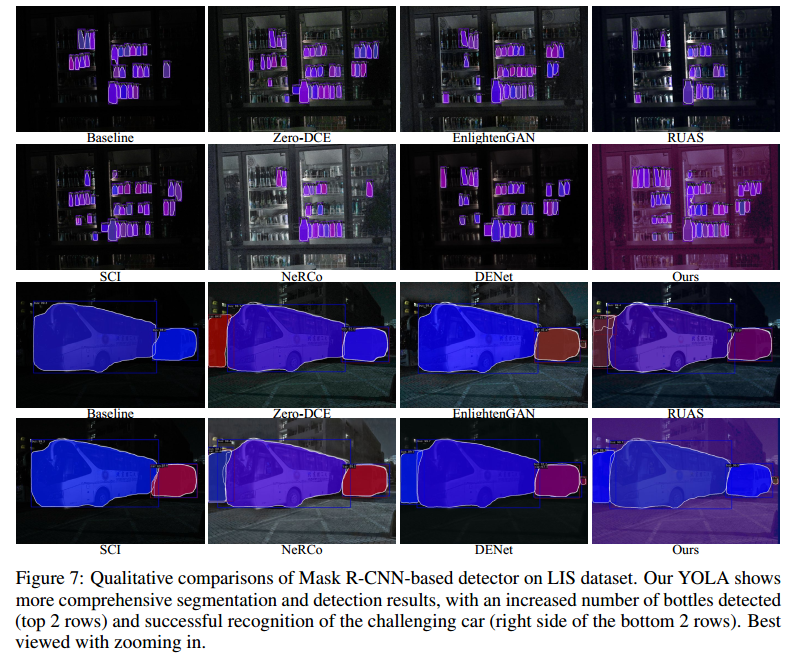 Baseline Zero-DCE EnlightenGAN RUAS
SCI NeRCo DENet Ours
Baseline Zero-DCE EnlightenGAN RUAS
SCI NeRCo DENet Ours
Figure 7: Qualitative comparisons of Mask R-CNN-based detector on LIS dataset. Our YOLA shows
more comprehensive segmentation and detection results, with an increased number of bottles detected
(top 2 rows) and successful recognition of the challenging car (right side of the bottom 2 rows). Best
viewed with zooming in.